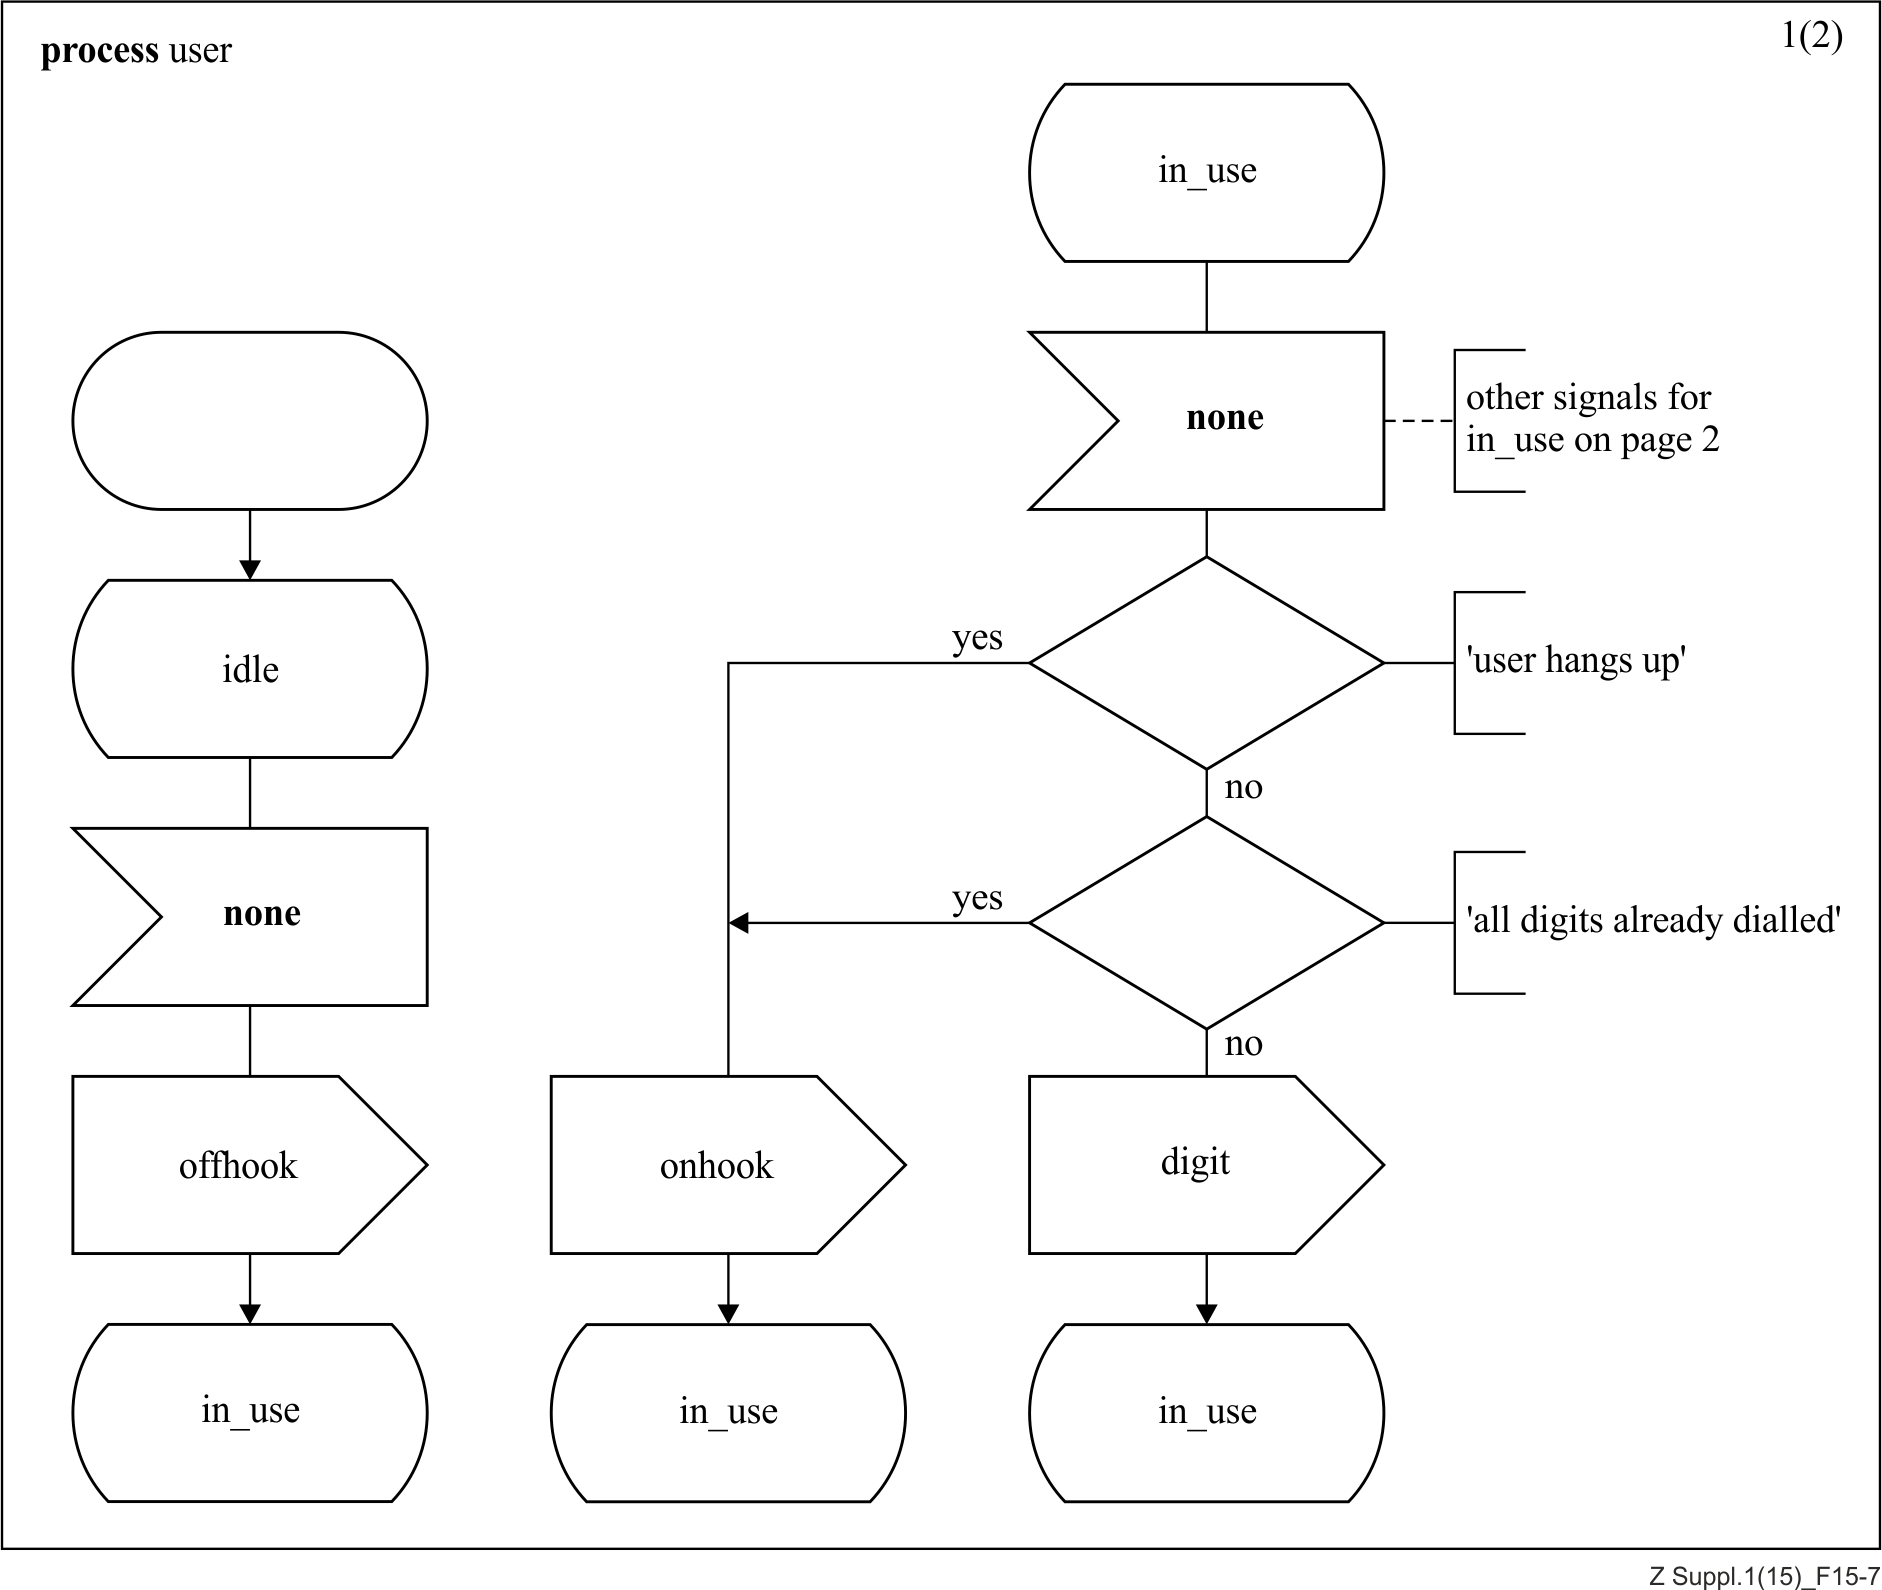 process user
1(2)
in_use
none
other signals for
in_use on page 2
idle
yes
'user hangs up'
no
none
yes
'all digits already dialled'
no
offhook
onhook
digit
in_use
in_use
in_use
Z Suppl.1(15)_F15-7